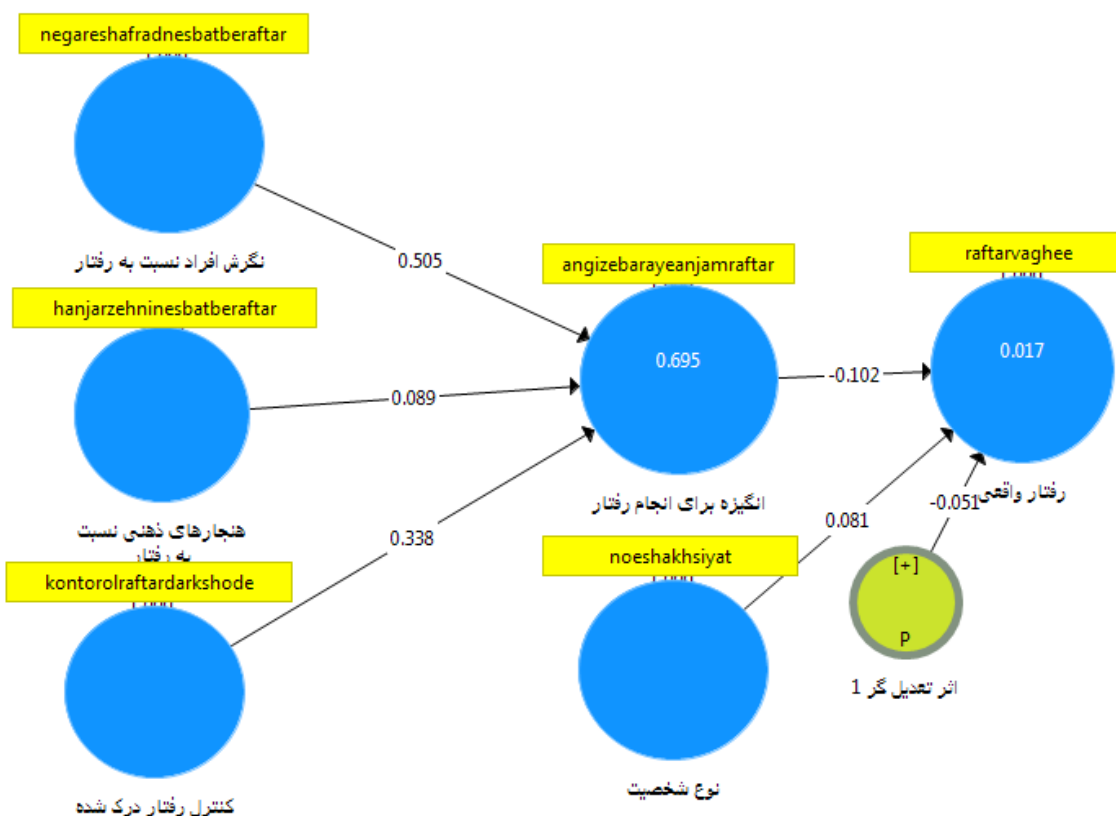 negareshafradnesbatberaftar
نگرش افراد نسبت به رفتار
0.505
hanjarzehninesbatberaftar
0.089
هنجارهای ذهنی نسبت
به رفتار
kontorolraftardarkshode
0.338
کنترل رفتار درک شده
angizebarayeanjamraftar
0.695
انگیزه برای انجام رفتار
-0.102
raftarvaghee
0.017
رفتار واقعی
noeshakhsiyat
0.081
نوع شخصیت
-0.051
[+]
p
اثر تعدیل گر 1